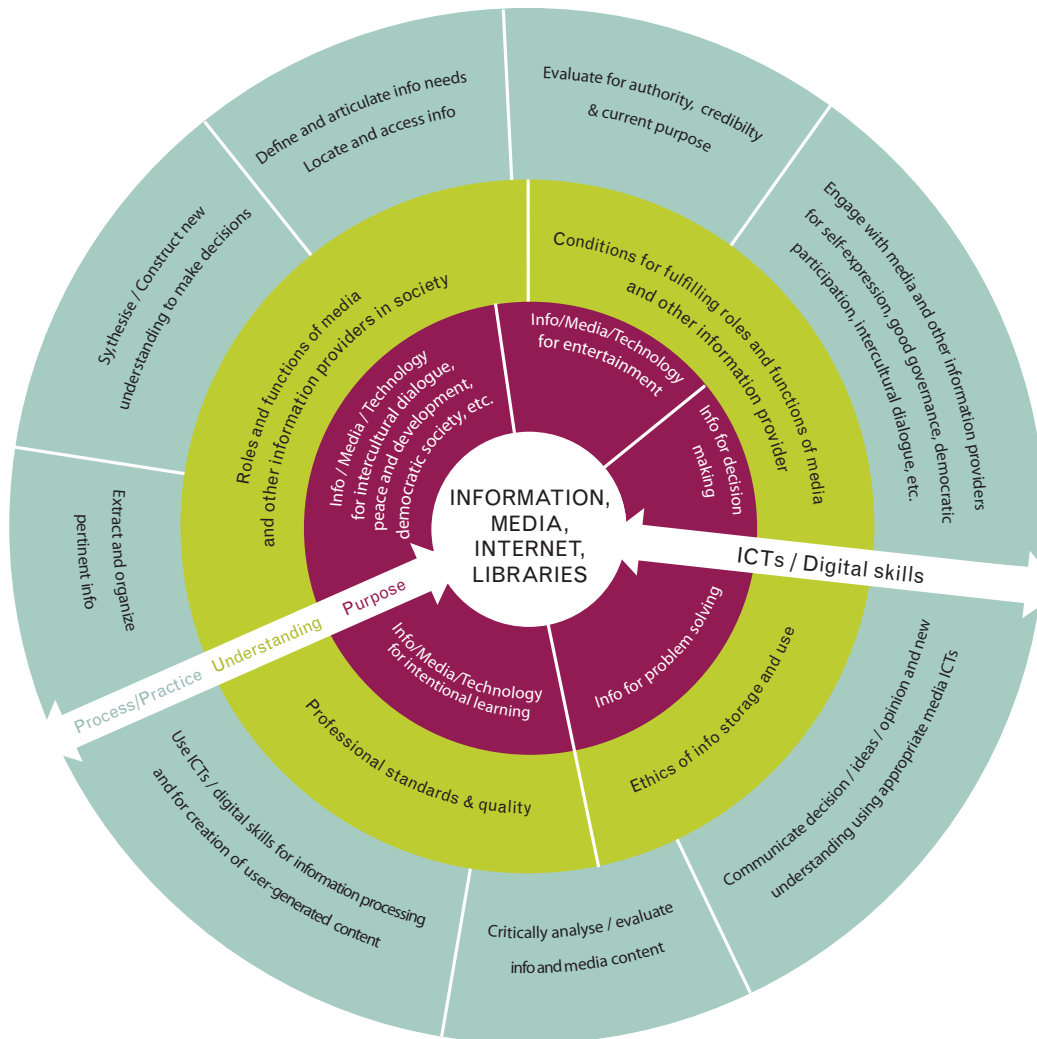 Define and articulate info needs
Locate and access info
Evaluate for authority, credibilty
& current purpose
Engage with media and other information providers
for self-expression, good governance, democratic
participation, intercultural dialogue, etc.
Sy.thesise / Construct new
understanding to make decisions
Extract and organize
pertinent info
Roles and functions of media
and other information providers in society
Conditions for fulfilling roles and functions of media
and other information provider
Info / Media / Technology
for intercultural dialogue,
peace and development,
democratic society, etc.
Info/Media/Technology
for entertainment
Info for decision
making
INFORMATION,
MEDIA,
INTERNET,
LIBRARIES
ICTs / Digital skills
Process/Practice Understanding Purpose
Info/Media/Technology
for intentional learning
Info for problem solving
Professional standards & quality
Ethics of info storage and use
Use ICTs / digital skills for information processing
and for creation of user-generated content
Critically analyse / evaluate
info and media content
Communicate decision / ideas / opinion and new
understanding using appropriate media ICTs